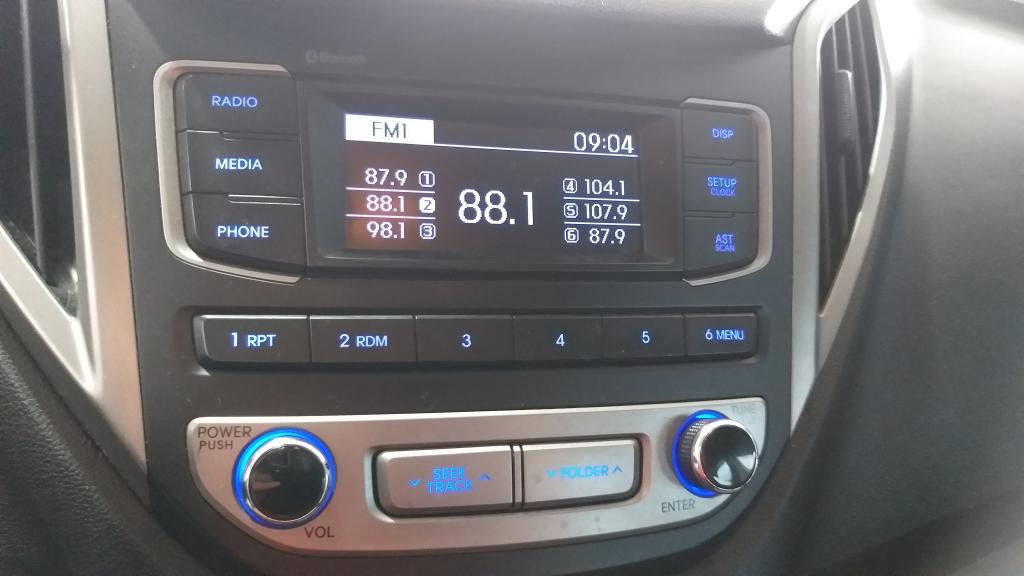 Bluetooth
RADIO
MEDIA
PHONE
FM1
09:04
87.9 1
88.1 2
98.1 3
88.1
4 104.1
5 107.9
6 87.9
DISP
SETUP
CLOCK
AST
SCAN
1 RPT
2 RDM
3
4
5
6 MENU
POWER
PUSH
VOL
SEEK
TRACK
FOLDER
TUNE
ENTER